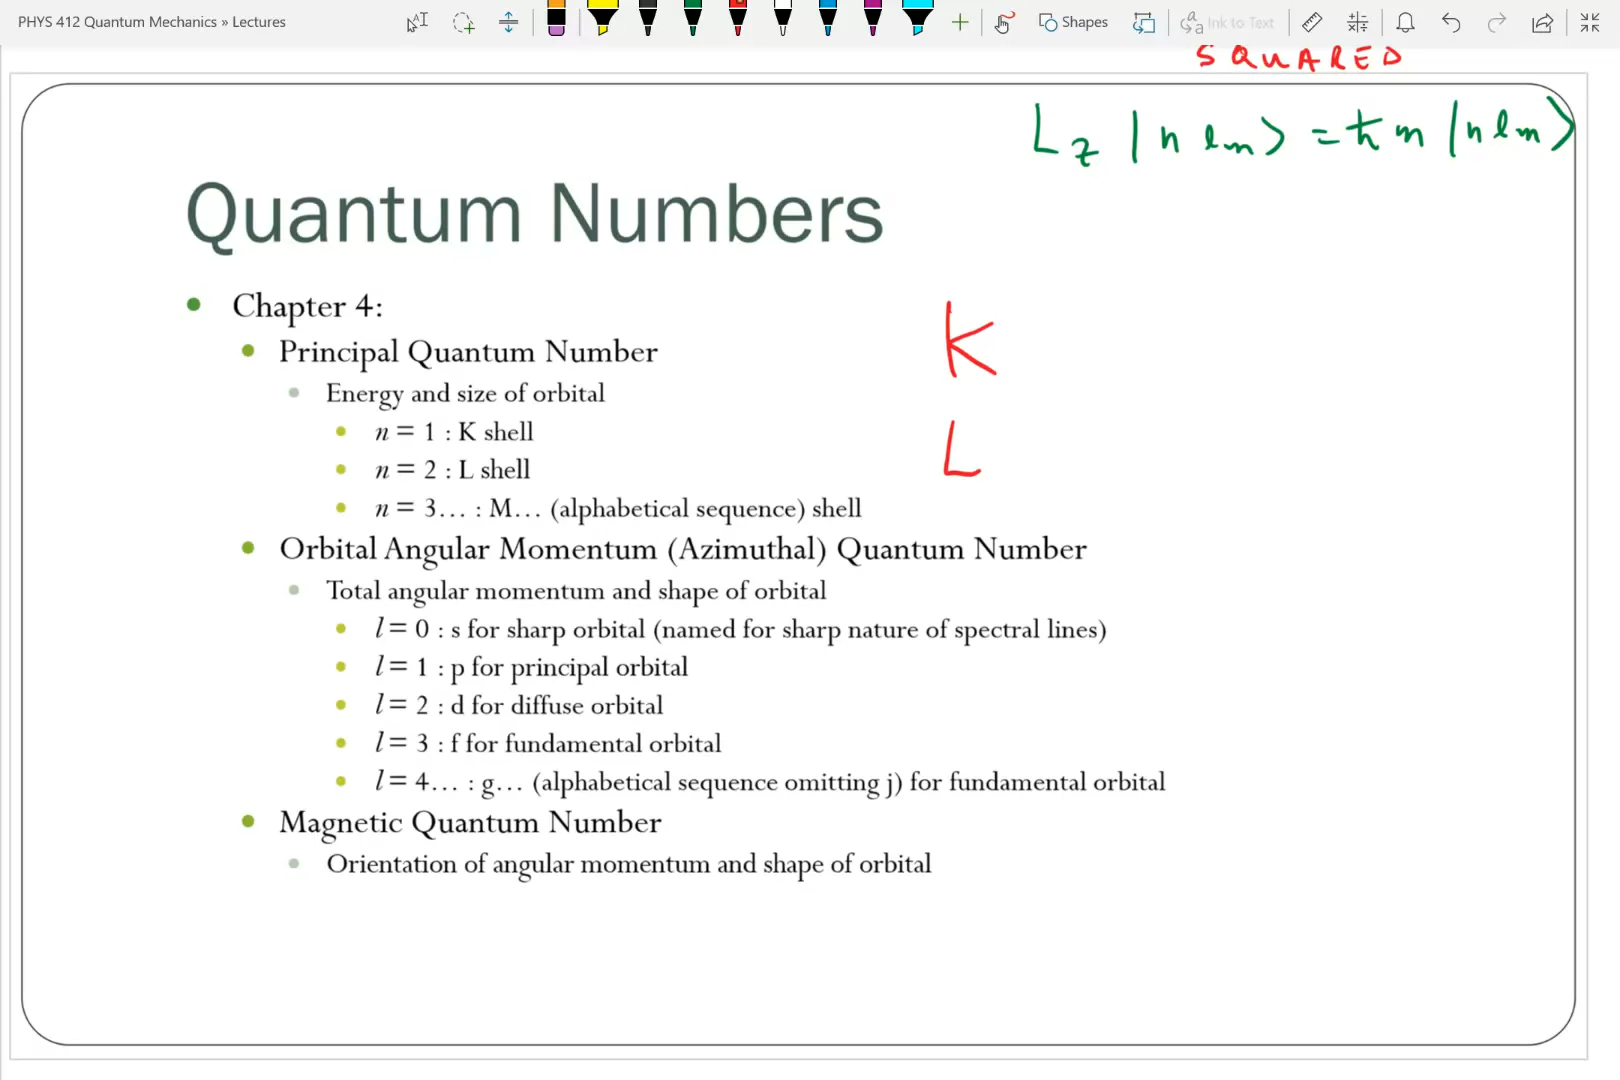 PHYS 412 Quantum Mechanics » Lectures
Shapes
Link to Text
SQUARED
L_z |n l m> = ħ m |n l m>
Quantum Numbers
Chapter 4:
Principal Quantum Number
Energy and size of orbital
n = 1 : K shell
n = 2 : L shell
n = 3… : M… (alphabetical sequence) shell
K
L
Orbital Angular Momentum (Azimuthal) Quantum Number
Total angular momentum and shape of orbital
l = 0 : s for sharp orbital (named for sharp nature of spectral lines)
l = 1 : p for principal orbital
l = 2 : d for diffuse orbital
l = 3 : f for fundamental orbital
l = 4… : g… (alphabetical sequence omitting j) for fundamental orbital
Magnetic Quantum Number
Orientation of angular momentum and shape of orbital